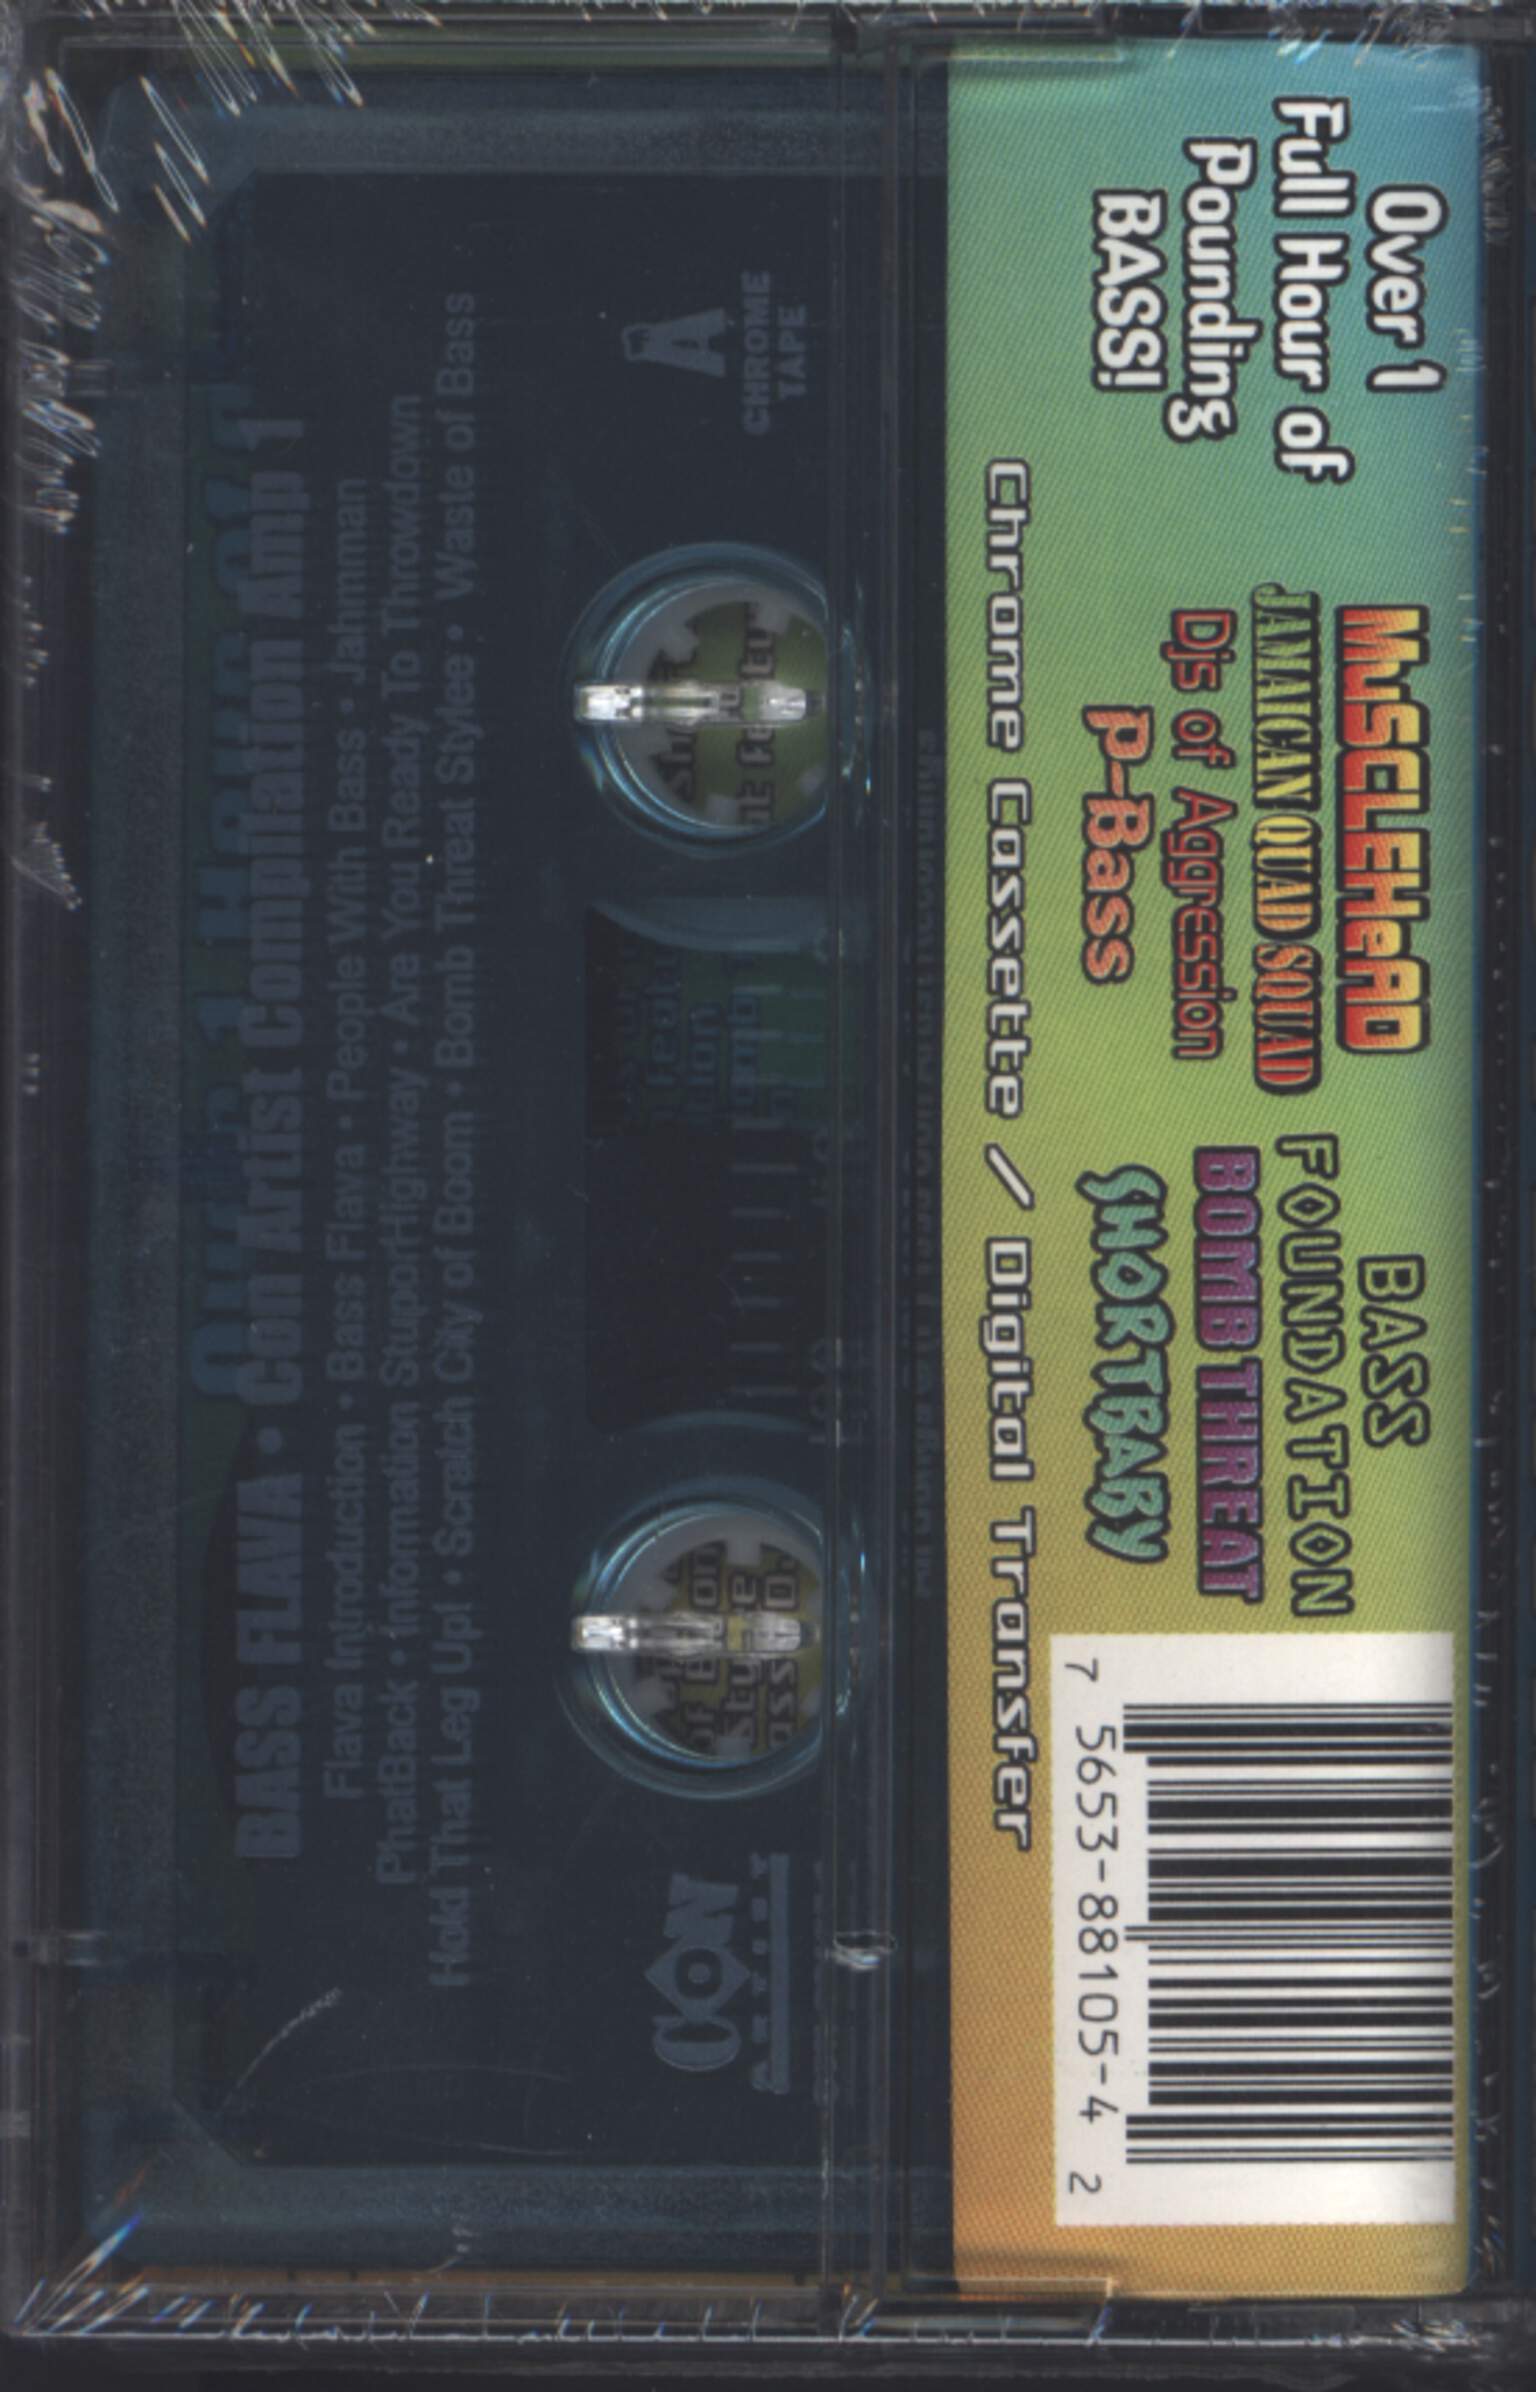 Over 1
Full Hour of
Pounding
BASS!
MuSCLEHeAD
JAMAICAN QUAD SQUAD
Djs of Aggression
P-Bass
BASS
FOUNDATION
BOMB THREAT
SHORTBABY
Chrome Cassette / Digital Transfer
7 5653-88105-4 2
BASS FLAVA • Con Artist Compilation Amp 1
Flava Introduction • Bass Flava • People With Bass • Jahmman
PhatBack • Information StuporHighway • Are You Ready To Throwdown
Hold That Leg Up! • Scratch City of Boom • Bomb Threat Stylee • Waste of Bass
A
CHROME
TAPE
CON